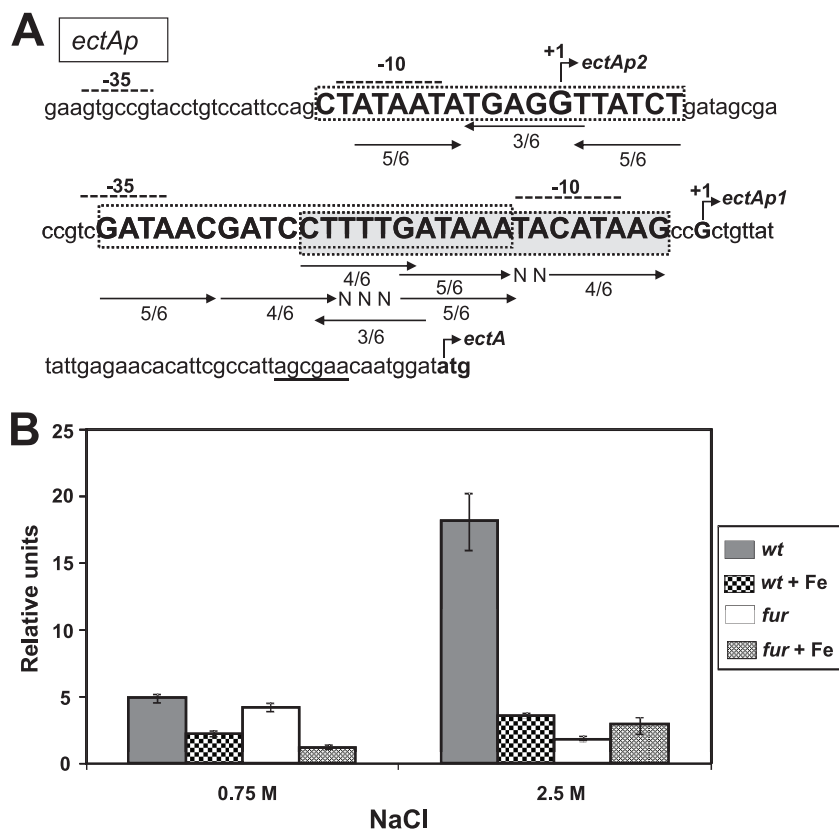 A
ectAp
-35 -10 +1 ectAp2
gaagtgccgtacctgtccattccagCTATAATATGAGGTTATCTgatagcga
3/6
5/6 5/6
-35 -10 +1 ectAp1
ccgtcGATAACGATCCTTTTGATAAATACATAAGccGctgttat
4/6 5/6 N N 4/6
5/6 4/6 N N N 5/6
3/6
ectA
tattgagaacacattcgccattagcgaacaatggatatg
B
25
20
15
10
5
0
Relative units
0.75 M 2.5 M
NaCl
wt
wt + Fe
fur
fur + Fe